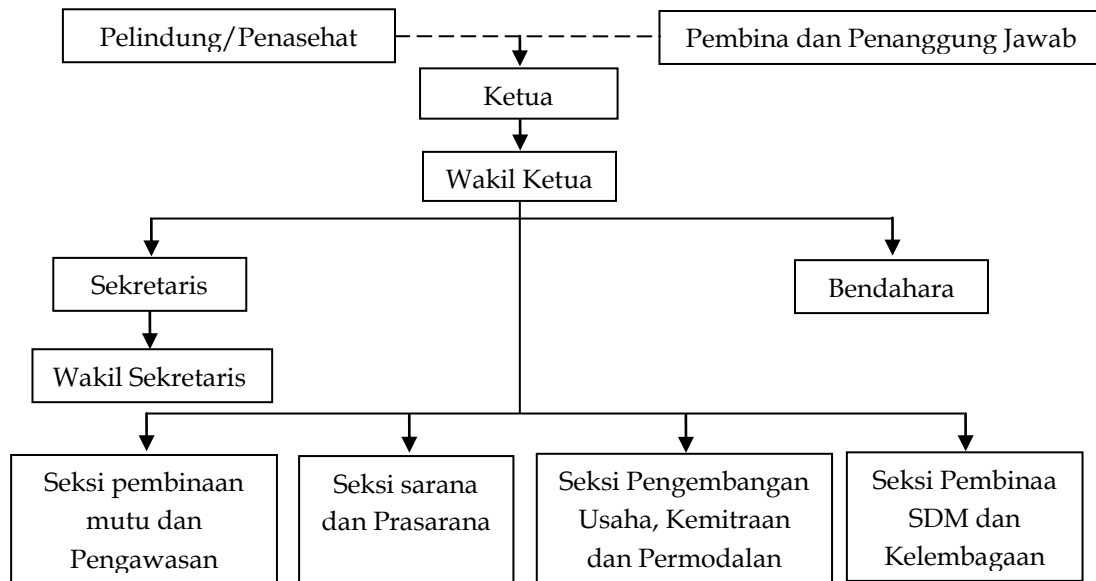 Pelindung/Penasehat
Pembina dan Penanggung Jawab
Ketua
Wakil Ketua
Sekretaris
Bendahara
Wakil Sekretaris
Seksi pembinaan
mutu dan
Pengawasan
Seksi sarana
dan Prasarana
Seksi Pengembangan
Usaha, Kemitraan
dan Permodalan
Seksi Pembinaa
SDM dan
Kelembagaan